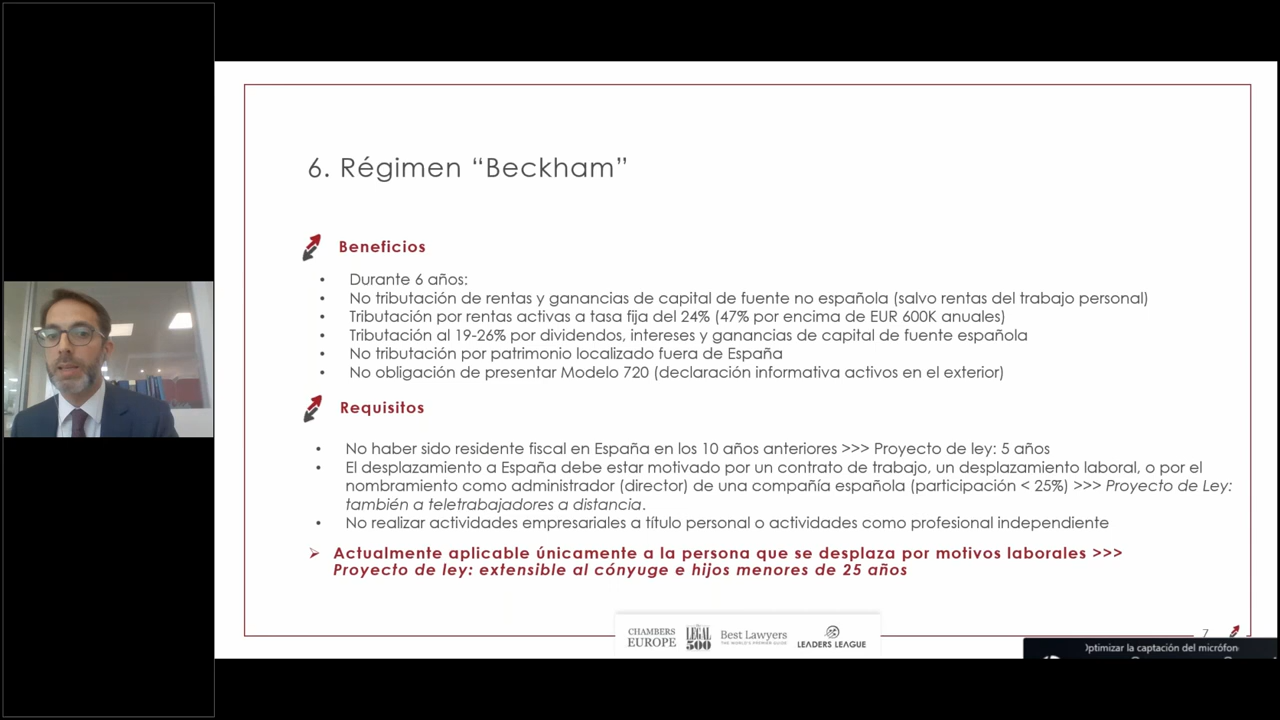 6. Régimen “Beckham”
Beneficios
• Durante 6 años:
• No tributación de rentas y ganancias de capital de fuente no española (salvo rentas del trabajo personal)
• Tributación por rentas activas a tasa fija del 24% (47% por encima de EUR 600K anuales)
• Tributación al 19-26% por dividendos, intereses y ganancias de capital de fuente española
• No tributación por patrimonio localizado fuera de España
• No obligación de presentar Modelo 720 (declaración informativa activos en el exterior)
Requisitos
• No haber sido residente fiscal en España en los 10 años anteriores >>> Proyecto de ley: 5 años
• El desplazamiento a España debe estar motivado por un contrato de trabajo, un desplazamiento laboral, o por el
nombramiento como administrador (director) de una compañía española (participación < 25%) >>> Proyecto de Ley:
también a teletrabajadores a distancia.
• No realizar actividades empresariales a título personal o actividades como profesional independiente
➢ Actualmente aplicable únicamente a la persona que se desplaza por motivos laborales >>>
Proyecto de ley: extensible al cónyuge e hijos menores de 25 años
CHAMBERS
EUROPE
LEGAL
500
Best Lawyers
THE WORLD'S PREMIER GUIDE
LEADERS LEAGUE
7
Optimizar la captación del micrófon